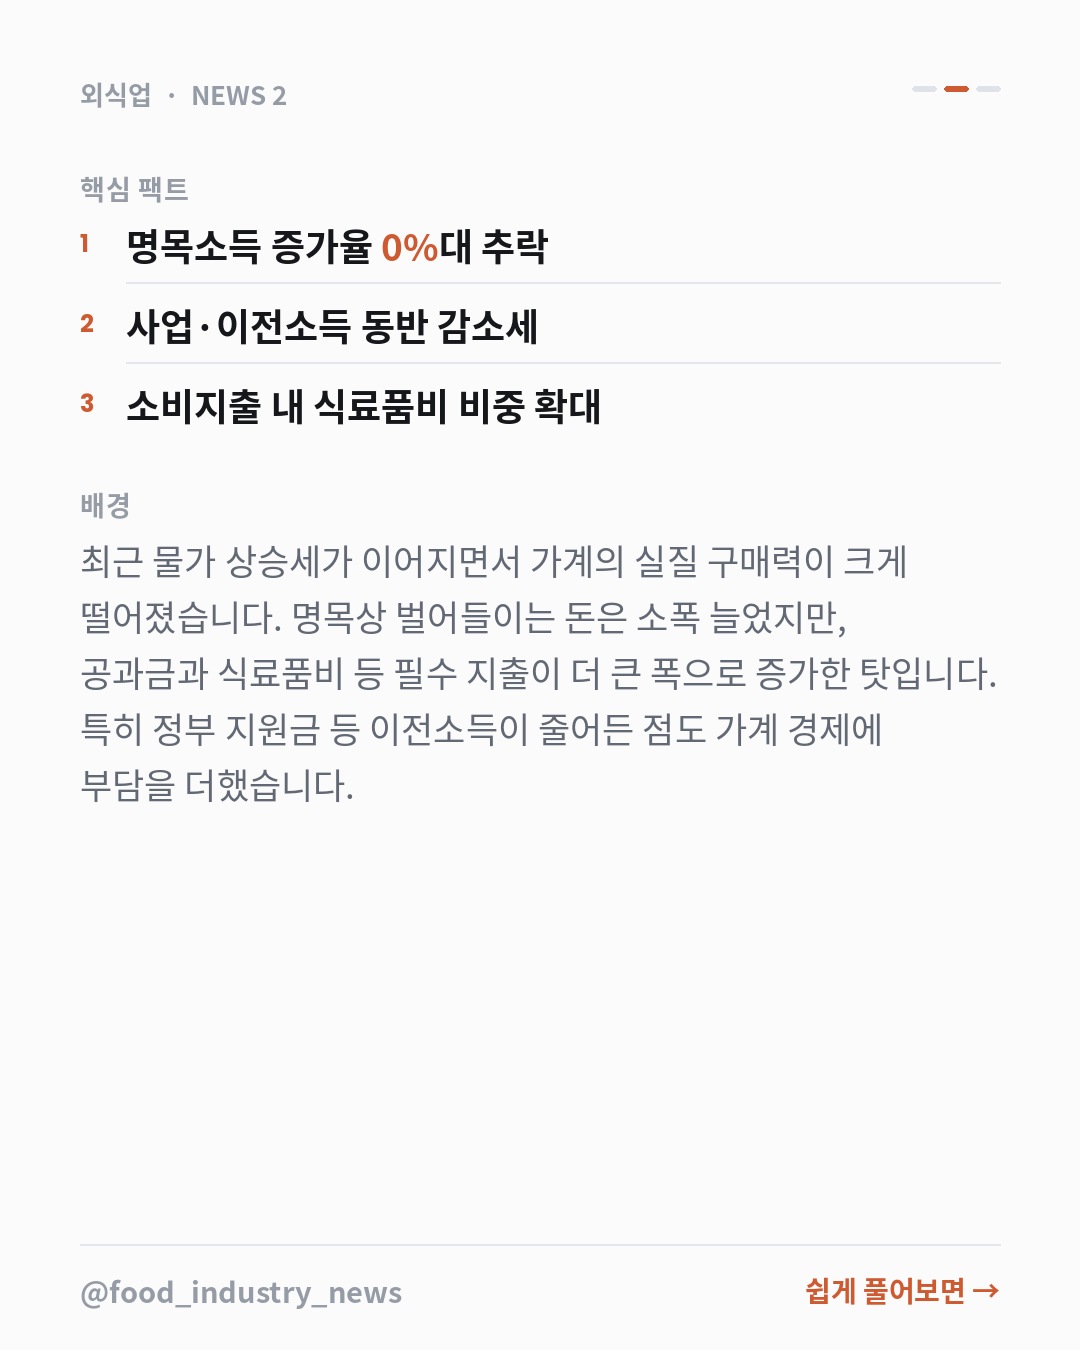 외식업 · NEWS 2
핵심 팩트
1 명목소득 증가율 0%대 추락
2 사업·이전소득 동반 감소세
3 소비지출 내 식료품비 비중 확대
배경
최근 물가 상승세가 이어지면서 가계의 실질 구매력이 크게
떨어졌습니다. 명목상 벌어들이는 돈은 소폭 늘었지만,
공과금과 식료품비 등 필수 지출이 더 큰 폭으로 증가한 탓입니다.
특히 정부 지원금 등 이전소득이 줄어든 점도 가계 경제에
부담을 더했습니다.
@food_industry_news
쉽게 풀어보면 →